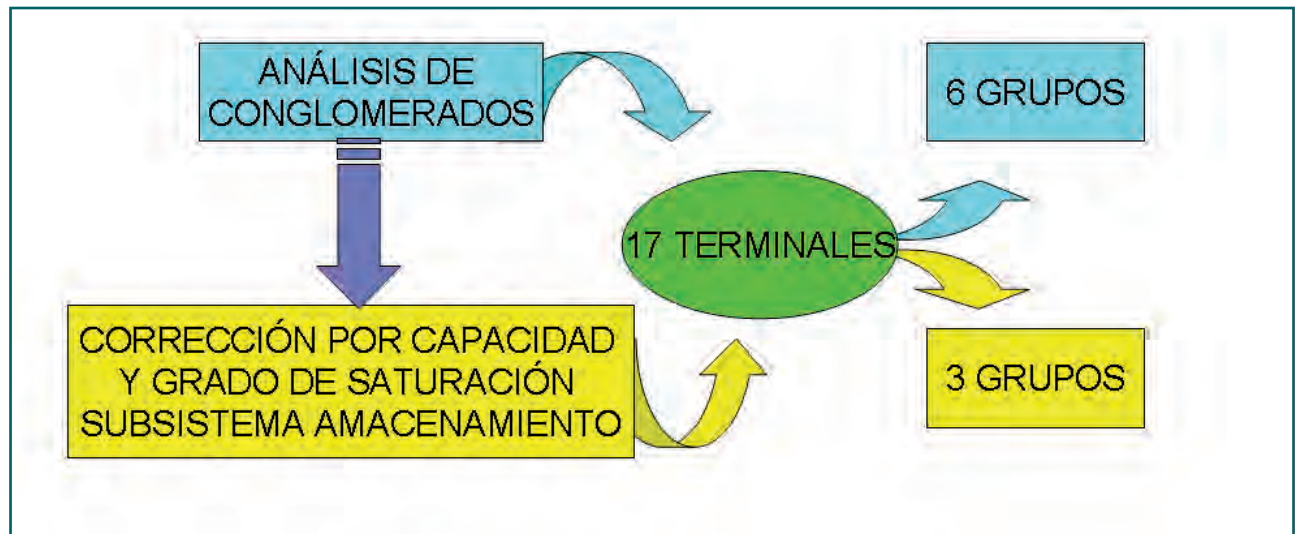 ANÁLISIS DE
CONGLOMERADOS
6 GRUPOS
17 TERMINALES
CORRECCIÓN POR CAPACIDAD
Y GRADO DE SATURACIÓN
SUBSISTEMA AMACENAMIENTO
3 GRUPOS